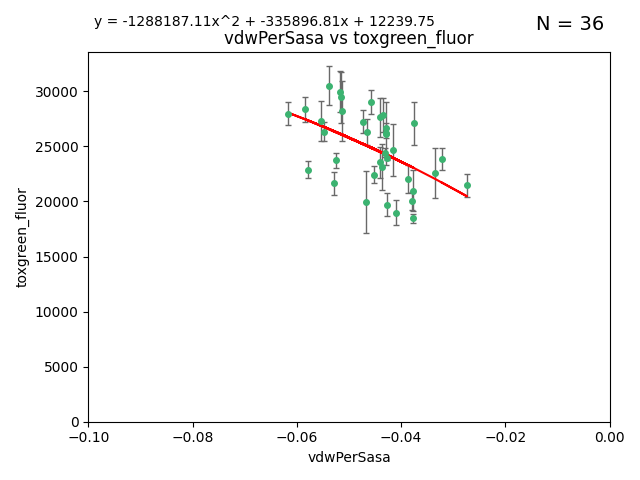 y = -1288187.11x^2 + -335896.81x + 12239.75
N = 36
vdwPerSasa vs toxgreen_fluor
30000
25000
20000
15000
10000
5000
0
toxgreen_fluor
−0.10 −0.08 −0.06 −0.04 −0.02 0.00
vdwPerSasa